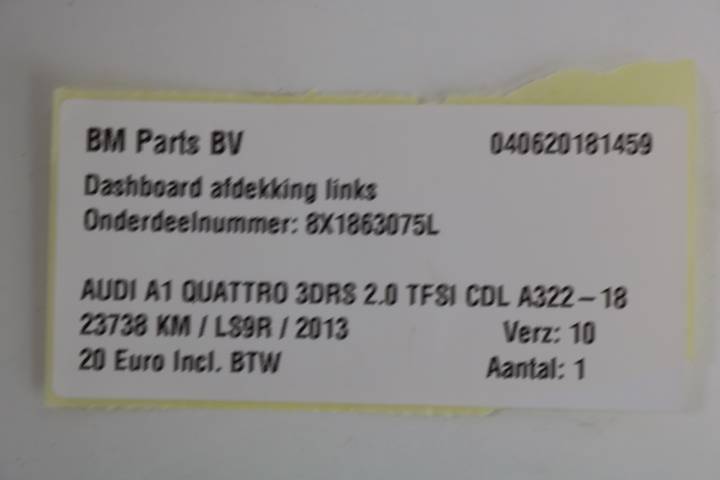 BM Parts BV 040620181459
Dashboard afdekking links
Onderdeelnummer: 8X1863075L
AUDI A1 QUATTRO 3DRS 2.0 TFSI CDL A322-18
23738 KM / LS9R / 2013 Verz: 10
20 Euro Incl. BTW Aantal: 1